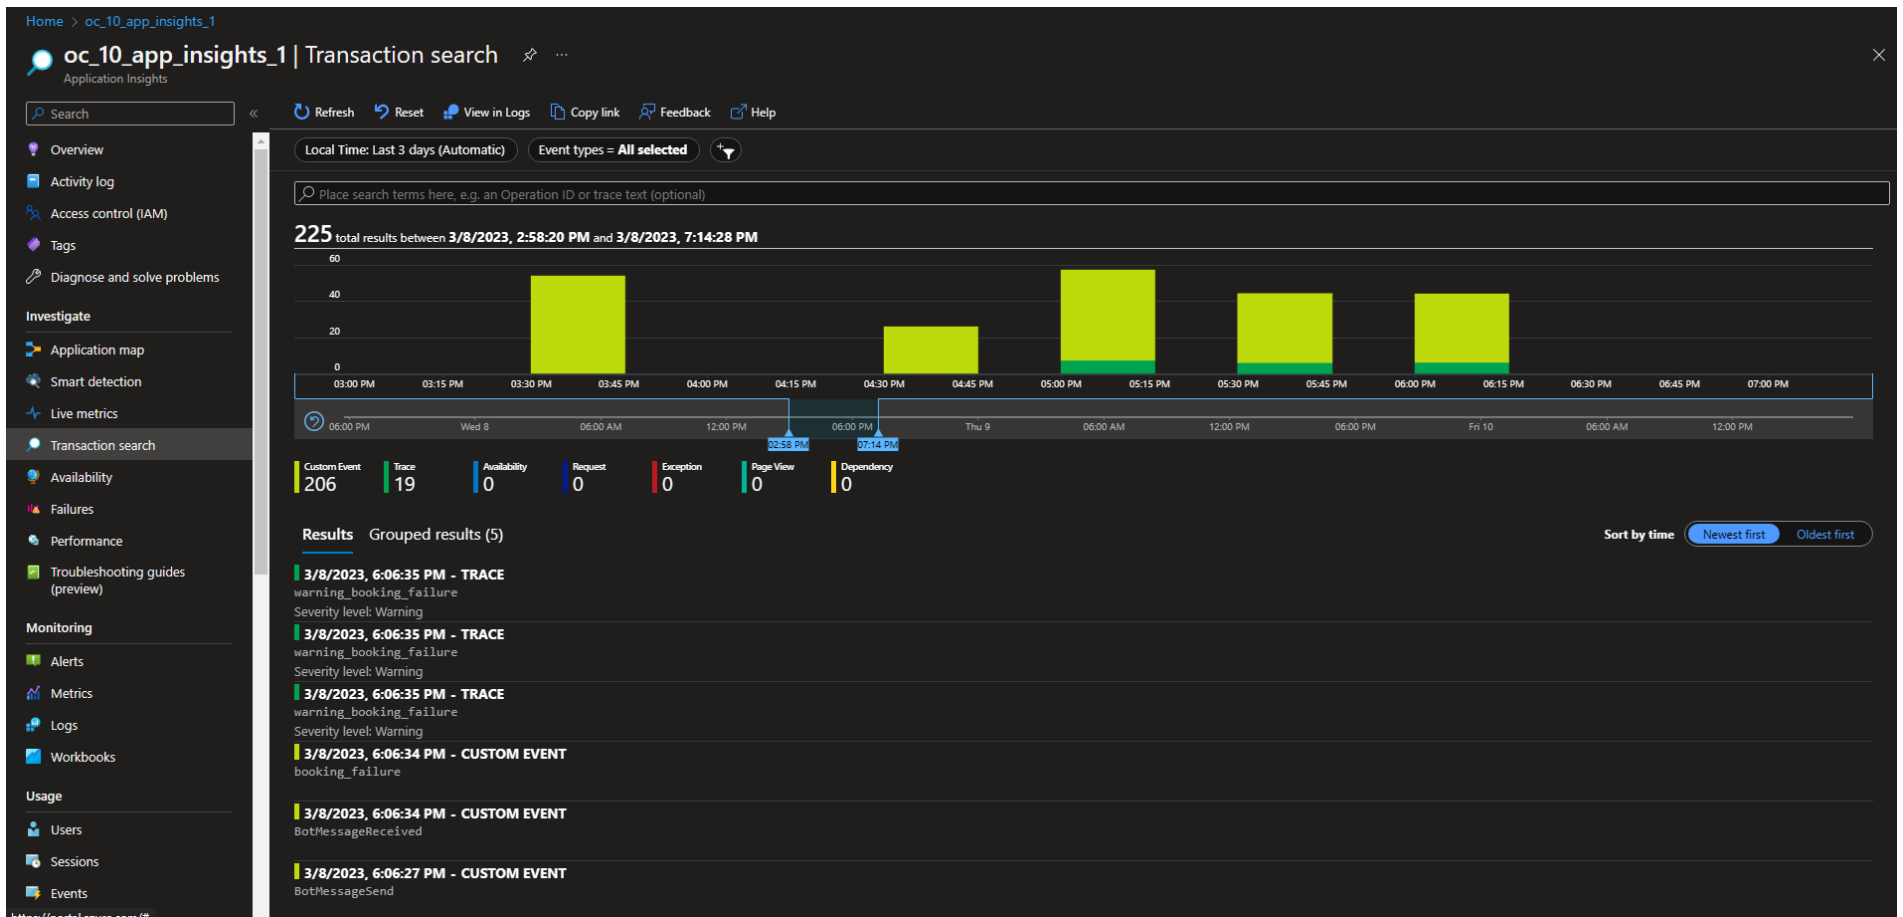 Home > oc_10_app_insights_1
oc_10_app_insights_1 | Transaction search
Application Insights
Search
Overview
Activity log
Access control (IAM)
Tags
Diagnose and solve problems
Investigate
Application map
Smart detection
Live metrics
Transaction search
Availability
Failures
Performance
Troubleshooting guides
(preview)
Monitoring
Alerts
Metrics
Logs
Workbooks
Usage
Users
Sessions
Events
Refresh Reset View in Logs Copy link Feedback Help
Local Time: Last 3 days (Automatic) Event types = All selected
Place search terms here, e.g. an Operation ID or trace text (optional)
225 total results between 3/8/2023, 2:58:20 PM and 3/8/2023, 7:14:28 PM
60
40
20
0
03:00 PM 03:15 PM 03:30 PM 03:45 PM 04:00 PM 04:15 PM 04:30 PM 04:45 PM 05:00 PM 05:15 PM 05:30 PM 05:45 PM 06:00 PM 06:15 PM 06:30 PM 06:45 PM 07:00 PM
06:00 PM Wed 8 06:00 AM 12:00 PM 06:00 PM Thu 9 06:00 AM 12:00 PM 06:00 PM Fri 10 06:00 AM 12:00 PM
02:58 PM 07:14 PM
Custom Event Trace Availability Request Exception Page View Dependency
206 19 0 0 0 0 0
Results Grouped results (5) Sort by time Newest first Oldest first
3/8/2023, 6:06:35 PM - TRACE
warning_booking_failure
Severity level: Warning
3/8/2023, 6:06:35 PM - TRACE
warning_booking_failure
Severity level: Warning
3/8/2023, 6:06:35 PM - TRACE
warning_booking_failure
Severity level: Warning
3/8/2023, 6:06:34 PM - CUSTOM EVENT
booking_failure
3/8/2023, 6:06:34 PM - CUSTOM EVENT
BotMessageReceived
3/8/2023, 6:06:27 PM - CUSTOM EVENT
BotMessageSend